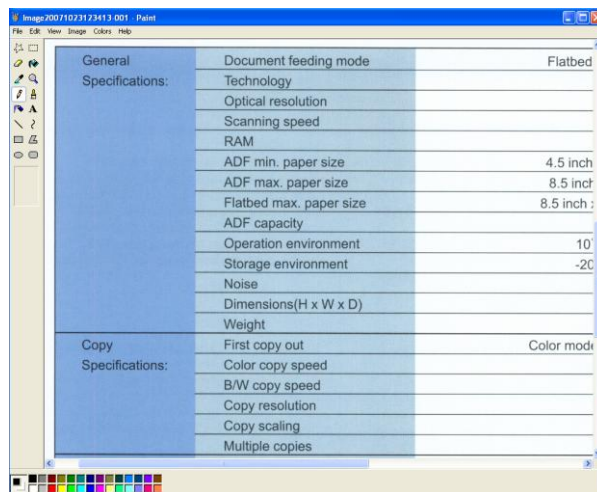 Image20071023123413-001 - Paint
File Edit View Image Colors Help
General Document feeding mode Flatbed
Specifications: Technology
Optical resolution
Scanning speed
RAM
ADF min. paper size 4.5 inch
ADF max. paper size 8.5 inch
Flatbed max. paper size 8.5 inch
ADF capacity
Operation environment 10
Storage environment -20
Noise
Dimensions(H x W x D)
Weight
Copy First copy out Color mode
Specifications: Color copy speed
B/W copy speed
Copy resolution
Copy scaling
Multiple copies